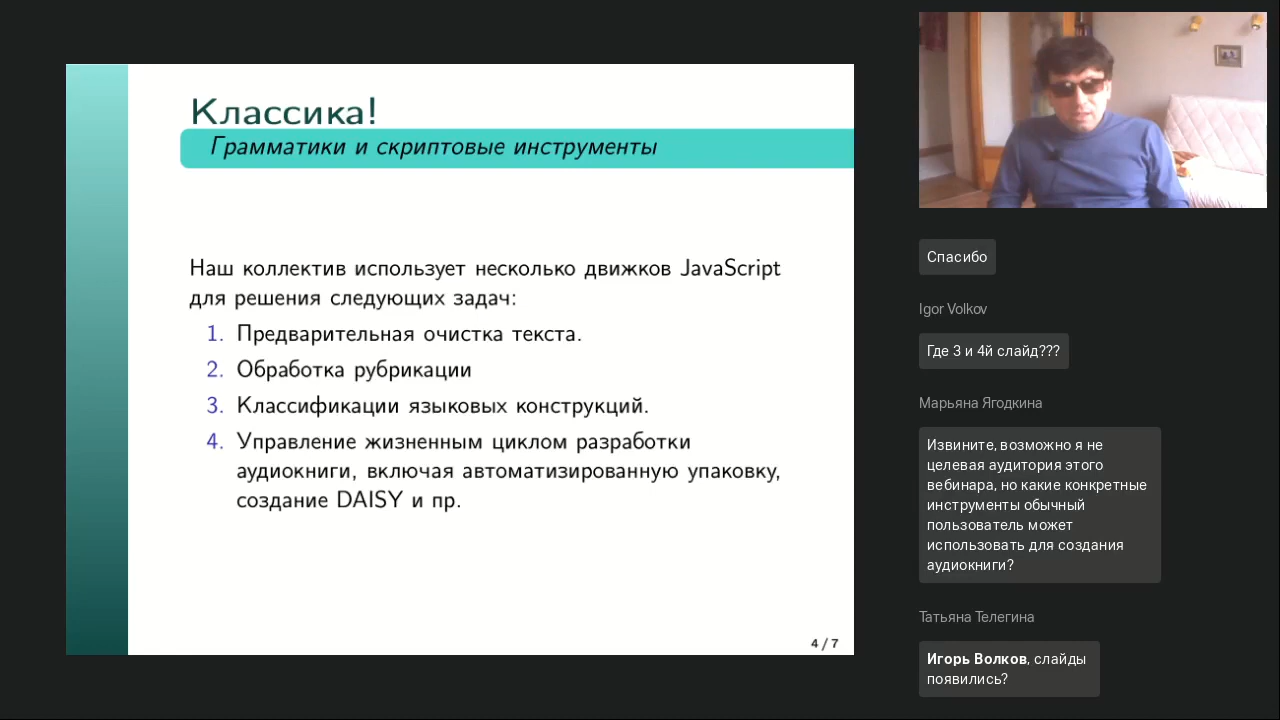 Классика!
Грамматики и скриптовые инструменты
Наш коллектив использует несколько движков JavaScript
для решения следующих задач:
1. Предварительная очистка текста.
2. Обработка рубрикации
3. Классификации языковых конструкций.
4. Управление жизненным циклом разработки
аудиокниги, включая автоматизированную упаковку,
создание DAISY и пр.
4 / 7
Спасибо
Igor Volkov
Где 3 и 4й слайд???
Марьяна Ягодкина
Извините, возможно я не
целевая аудитория этого
вебинара, но какие конкретные
инструменты обычный
пользователь может
использовать для создания
аудиокниги?
Татьяна Телегина
Игорь Волков, слайды
появились?